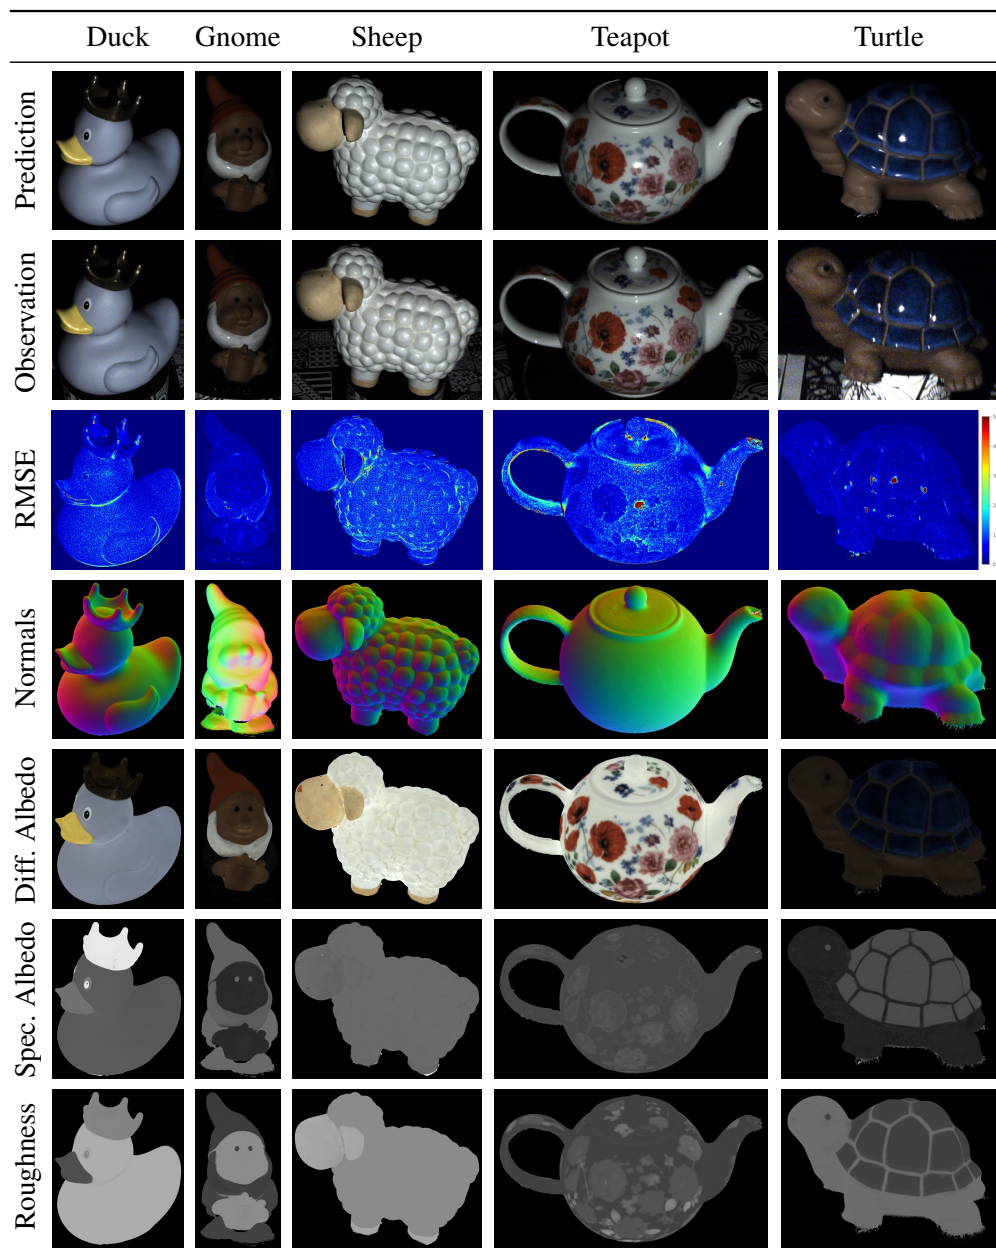 Duck Gnome Sheep Teapot Turtle
Prediction
Observation
RMSE
Normals
Diff. Albedo
Spec. Albedo
Roughness